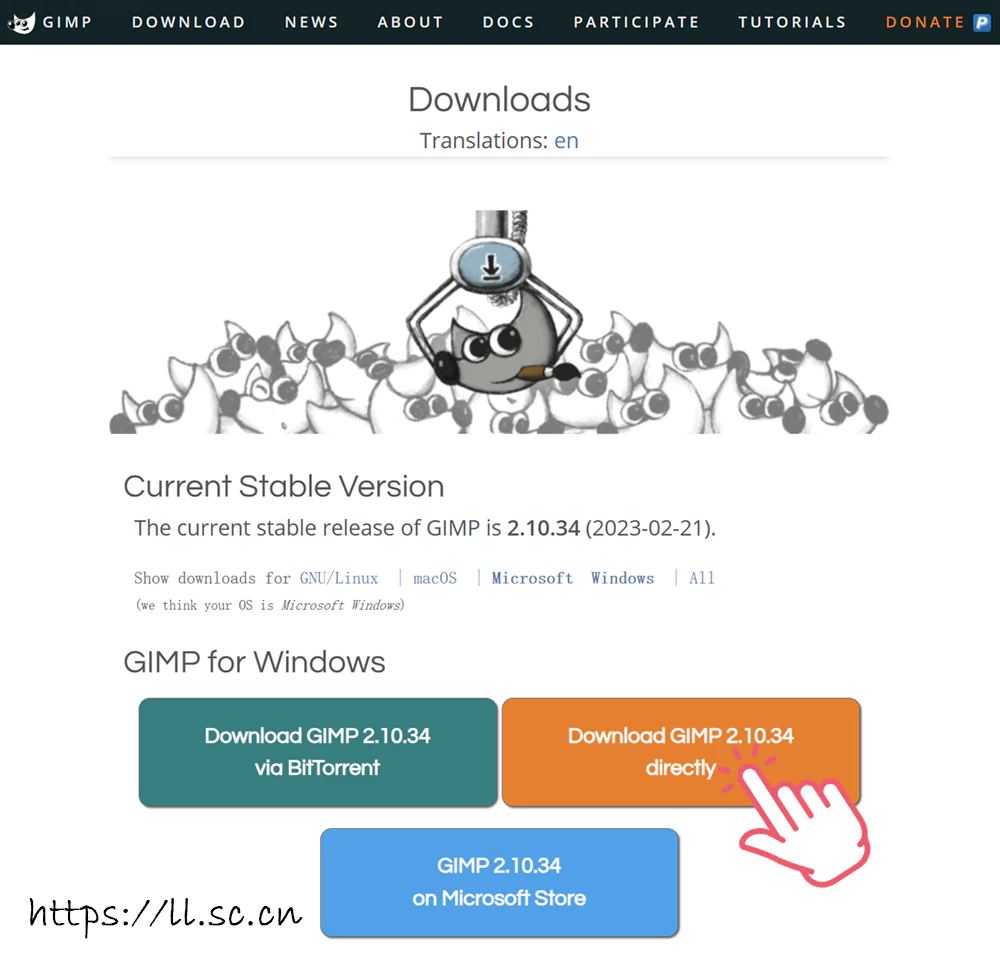 GIMP DOWNLOAD NEWS ABOUT DOCS PARTICIPATE TUTORIALS DONATE
Downloads
Translations: en
Current Stable Version
The current stable release of GIMP is 2.10.34 (2023-02-21).
Show downloads for GNU/Linux | macOS | Microsoft Windows | All
(we think your OS is Microsoft Windows)
GIMP for Windows
Download GIMP 2.10.34
via BitTorrent
Download GIMP 2.10.34
directly
GIMP 2.10.34
on Microsoft Store
https://ll.sc.cn